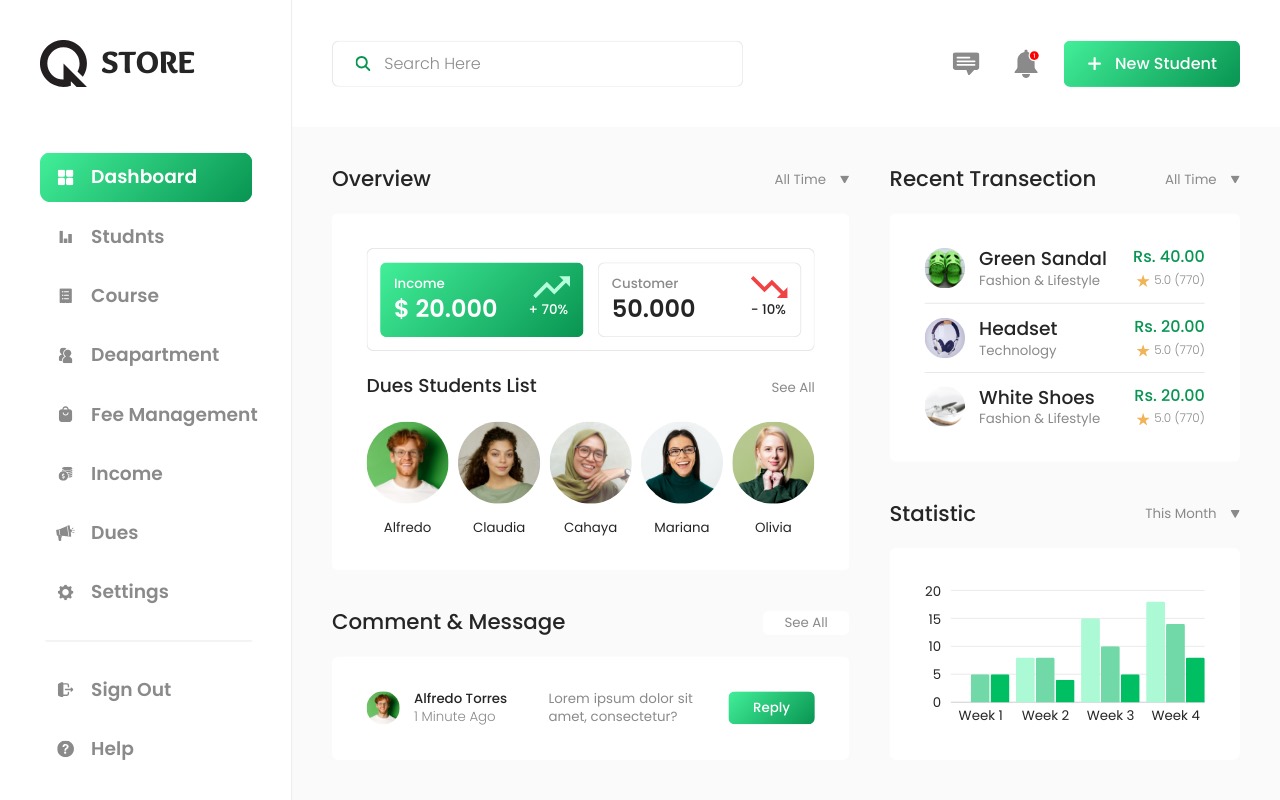 Q STORE
Search Here
!
+ New Student
Dashboard
Studnts
Course
Deapartment
Fee Management
Income
Dues
Settings
Sign Out
Help
Overview
All Time ▼
Income
$ 20.000
+ 70%
Customer
50.000
- 10%
Dues Students List
See All
Alfredo
Claudia
Cahaya
Mariana
Olivia
Comment & Message
See All
Alfredo Torres
1 Minute Ago
Lorem ipsum dolor sit
amet, consectetur?
Reply
Recent Transection
All Time ▼
Green Sandal
Rs. 40.00
Fashion & Lifestyle
★ 5.0 (770)
Headset
Rs. 20.00
Technology
★ 5.0 (770)
White Shoes
Rs. 20.00
Fashion & Lifestyle
★ 5.0 (770)
Statistic
This Month ▼
20
15
10
5
0
Week 1 Week 2 Week 3 Week 4